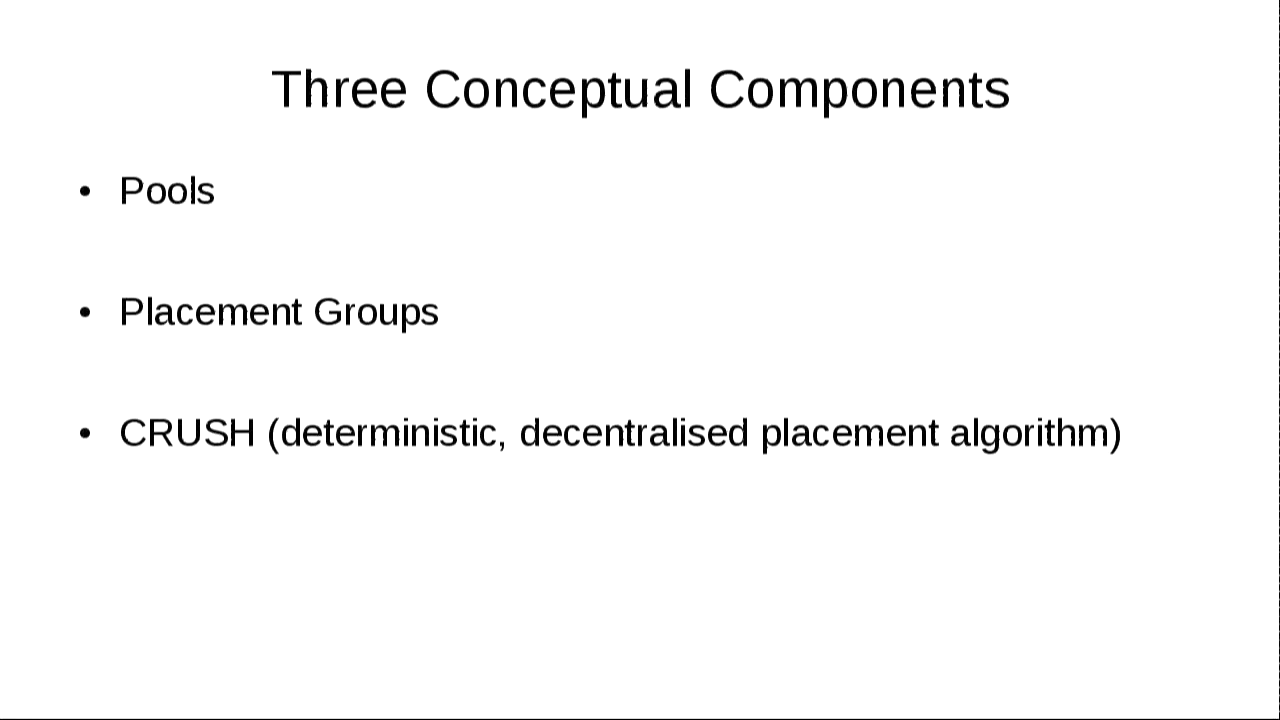 Three Conceptual Components
• Pools
• Placement Groups
• CRUSH (deterministic, decentralised placement algorithm)